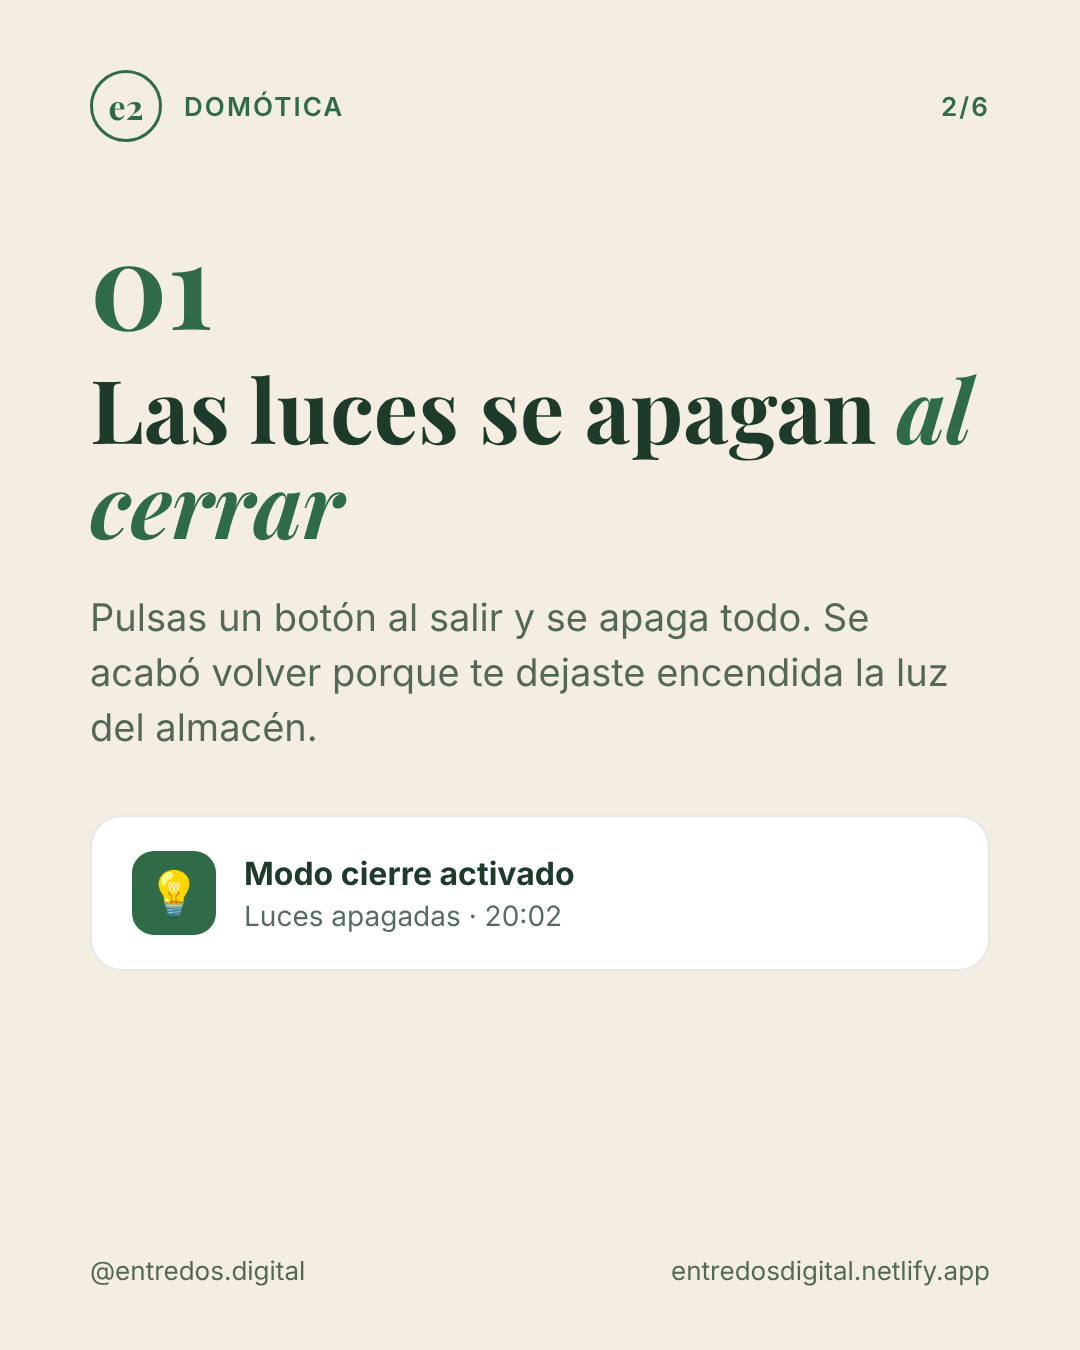 e2 DOMÓTICA 2/6
01
Las luces se apagan al
cerrar
Pulsas un botón al salir y se apaga todo. Se
acabó volver porque te dejaste encendida la luz
del almacén.
Modo cierre activado
Luces apagadas · 20:02
@entredos.digital entredosdigital.netlify.app